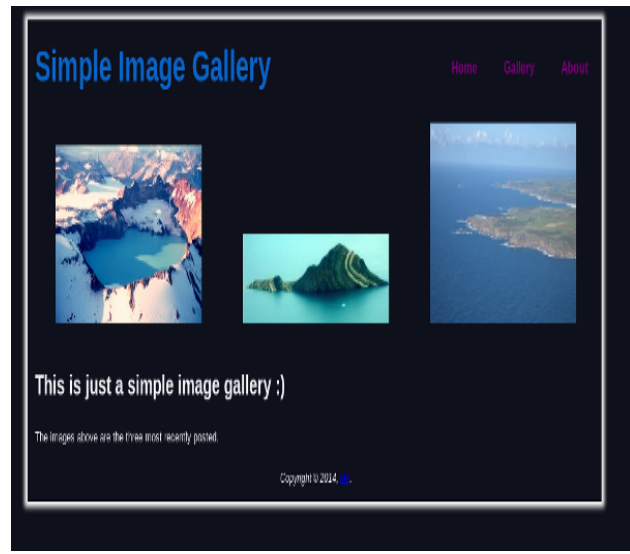 Simple Image Gallery
Home Gallery About
This is just a simple image gallery :)
The images above are the three most recently posted.
Copyright © 2014,